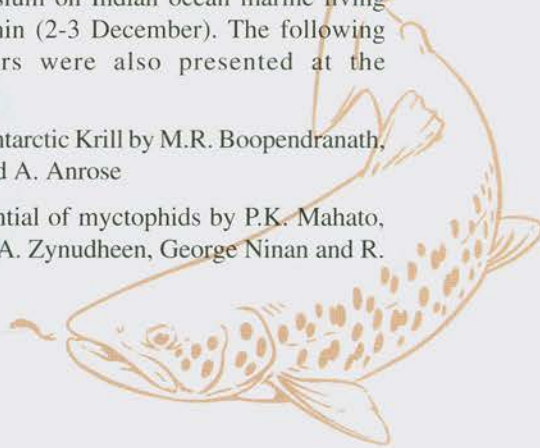 sium on Indian ocean marine living
in (2-3 December). The following
rs were also presented at the
ntarctic Krill by M.R. Boopendranath,
d A. Anrose
ntial of myctophids by P.K. Mahato,
A. Zynudheen, George Ninan and R.